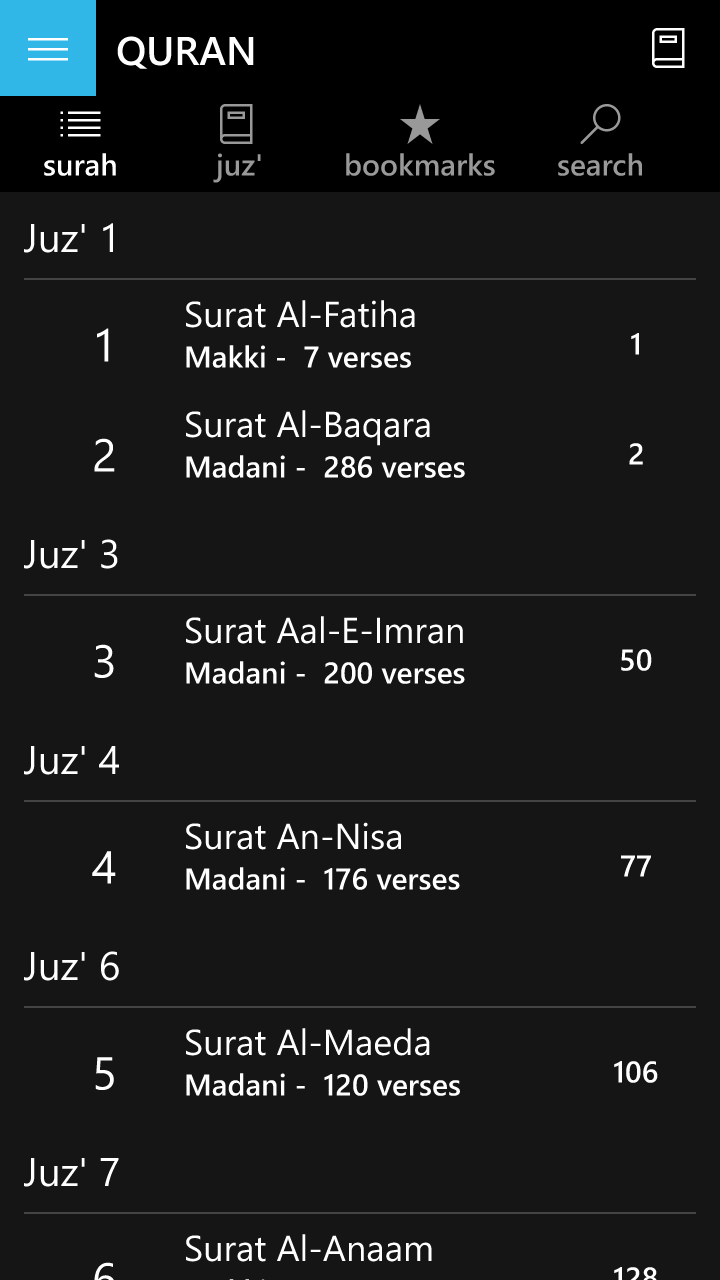 QURAN
surah juz' bookmarks search
Juz' 1
1 Surat Al-Fatiha
Makki - 7 verses 1
2 Surat Al-Baqara
Madani - 286 verses 2
Juz' 3
3 Surat Aal-E-Imran
Madani - 200 verses 50
Juz' 4
4 Surat An-Nisa
Madani - 176 verses 77
Juz' 6
5 Surat Al-Maeda
Madani - 120 verses 106
Juz' 7
6 Surat Al-Anaam
128